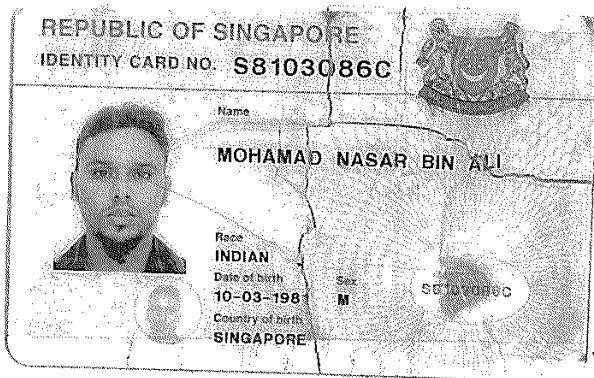 REPUBLIC OF SINGAPORE
IDENTITY CARD NO. S8103086C
Name
MOHAMAD NASAR BIN ALI
Race
INDIAN
Date of birth
Sex
10-03-1981
M
Country of birth
SINGAPORE
S8103086C